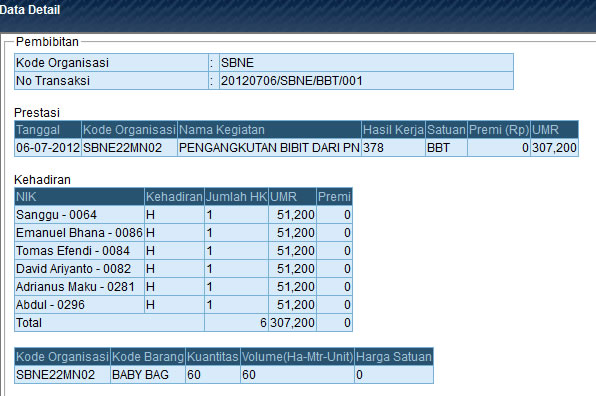 Data Detail
Pembibitan
Kode Organisasi : SBNE
No Transaksi : 20120706/SBNE/BBT/001
Prestasi
Tanggal Kode Organisasi Nama Kegiatan Hasil Kerja Satuan Premi (Rp) UMR
06-07-2012 SBNE22MN02 PENGANGKUTAN BIBIT DARI PN 378 BBT 0 307,200
Kehadiran
NIK Kehadiran Jumlah HK UMR Premi
Sanggu - 0064 H 1 51,200 0
Emanuel Bhana - 0086 H 1 51,200 0
Tomas Efendi - 0084 H 1 51,200 0
David Ariyanto - 0082 H 1 51,200 0
Adrianus Maku - 0281 H 1 51,200 0
Abdul - 0296 H 1 51,200 0
Total 6 307,200 0
Kode Organisasi Kode Barang Kuantitas Volume(Ha-Mtr-Unit) Harga Satuan
SBNE22MN02 BABY BAG 60 60 0